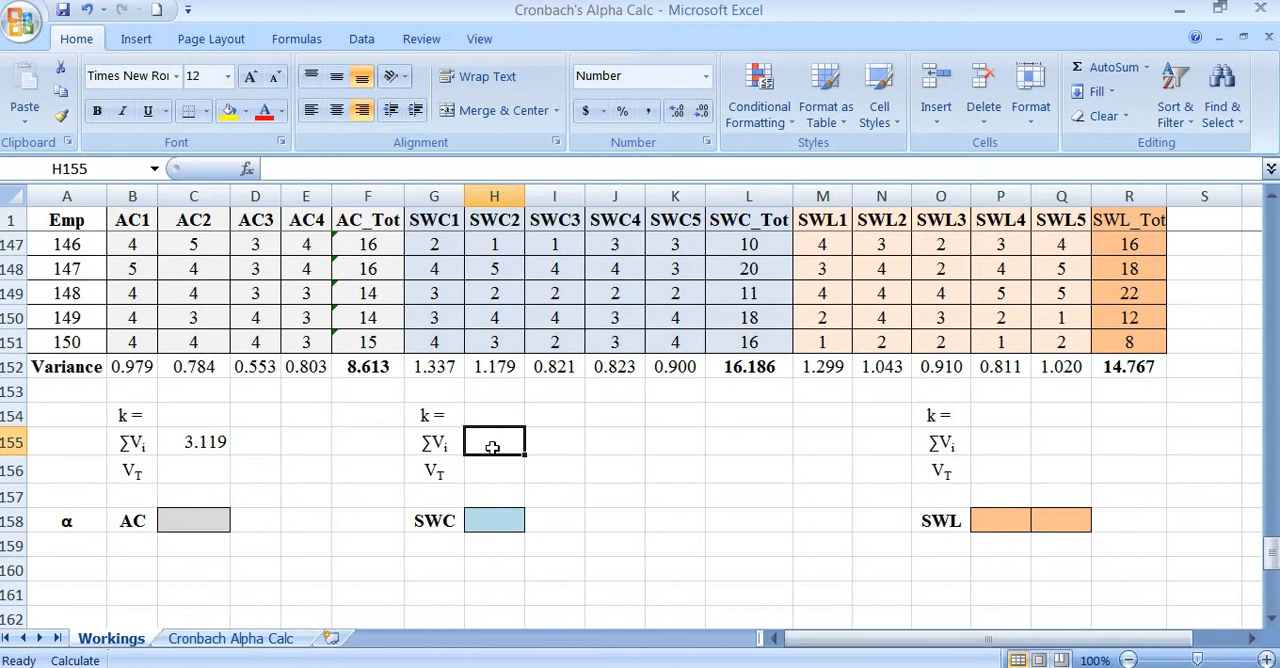 Cronbach's Alpha Calc - Microsoft Excel
Home Insert Page Layout Formulas Data Review View
Paste
Times New Ror 12
B I U
A A
Wrap Text
Merge & Center
Number
$ % ,
Conditional Formatting
Format as Table
Cell Styles
Insert
Delete
Format
Σ AutoSum
Fill
Clear
Sort & Filter
Find & Select
Clipboard Font Alignment Number Styles Cells Editing
H155 fx
A B C D E F G H I J K L M N O P Q R S
1 Emp AC1 AC2 AC3 AC4 AC_Tot SWC1 SWC2 SWC3 SWC4 SWC5 SWC_Tot SWL1 SWL2 SWL3 SWL4 SWL5 SWL_Tot
147 146 4 5 3 4 16 2 1 1 3 3 10 4 3 2 3 4 16
148 147 5 4 3 4 16 4 5 4 4 3 20 3 4 2 4 5 18
149 148 4 4 3 3 14 3 2 2 2 2 11 4 4 4 5 5 22
150 149 4 3 4 3 14 3 4 4 3 4 18 2 4 3 2 1 12
151 150 4 4 4 3 15 4 3 2 3 4 16 1 2 2 1 2 8
152 Variance 0.979 0.784 0.553 0.803 8.613 1.337 1.179 0.821 0.823 0.900 16.186 1.299 1.043 0.910 0.811 1.020 14.767
153
154 k = k = k =
155 ∑Vi 3.119 ∑Vi ∑Vi
156 VT VT VT
157
158 α AC SWC SWL
159
160
161
162
Workings Cronbach Alpha Calc
Ready Calculate 100%